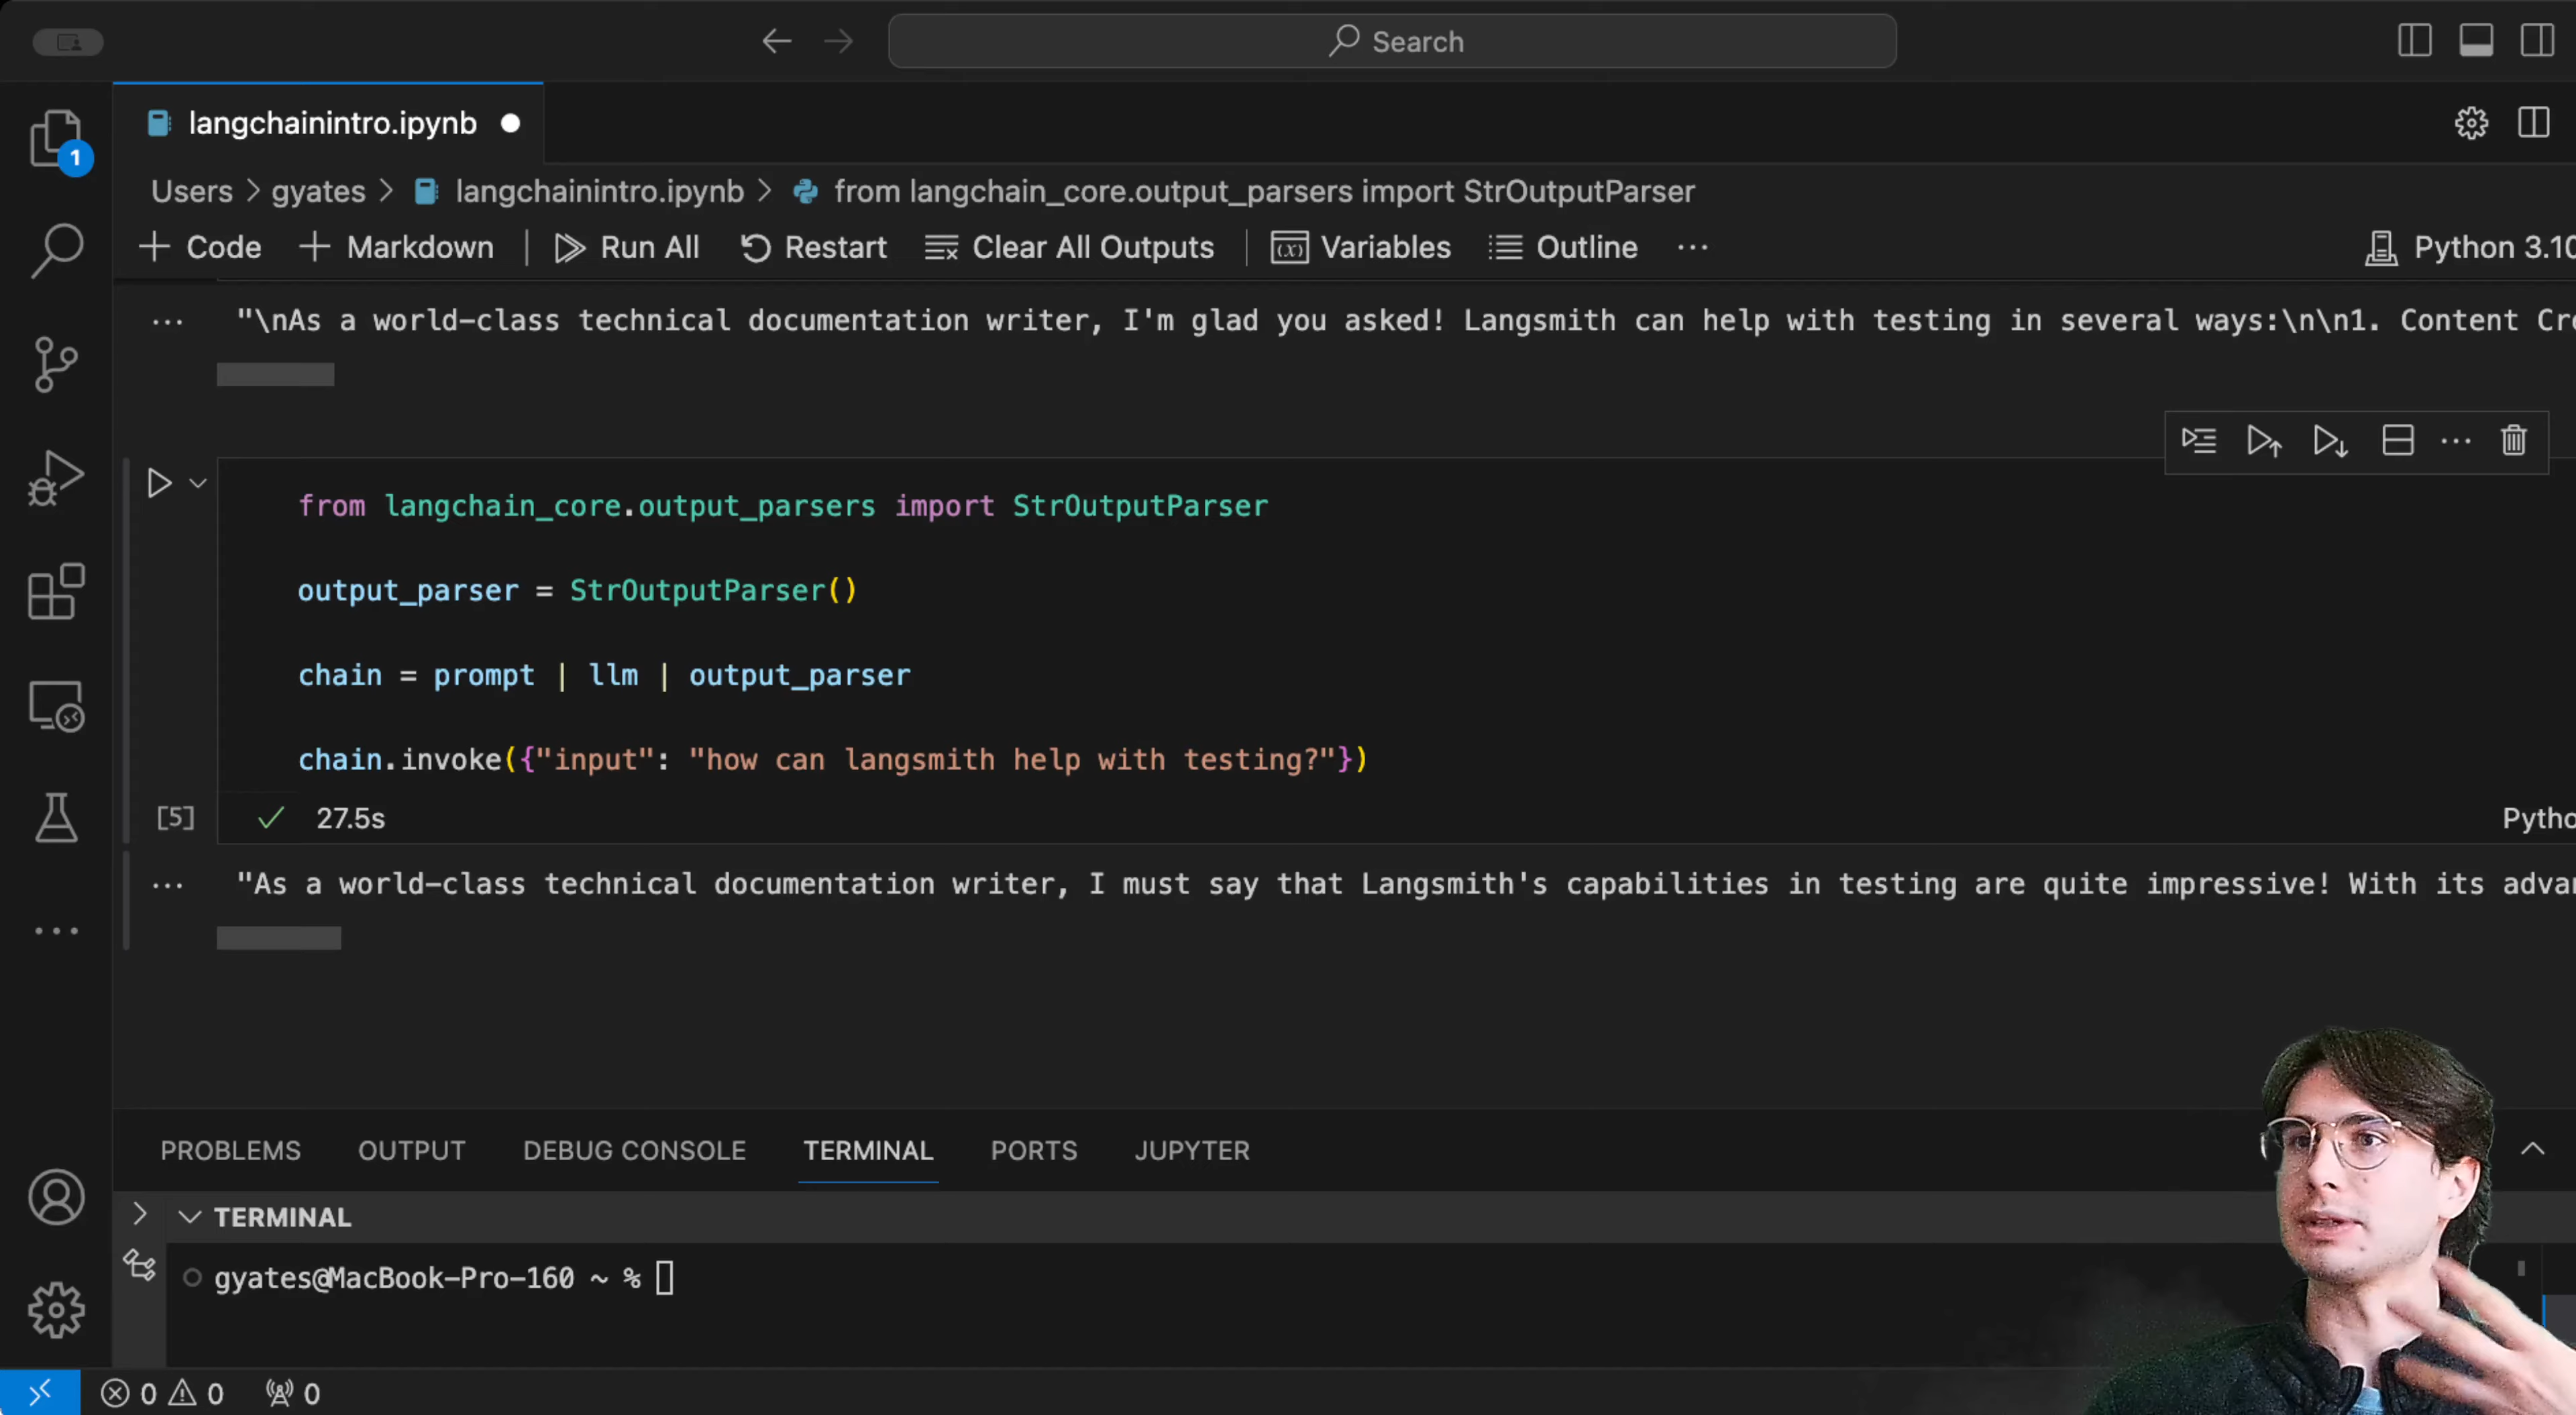 Search
langchainintro.ipynb
1
Users > gyates > langchainintro.ipynb > from langchain_core.output_parsers import StrOutputParser
+ Code + Markdown Run All Restart Clear All Outputs Variables Outline ... Python 3.10
... "\nAs a world-class technical documentation writer, I'm glad you asked! Langsmith can help with testing in several ways:\n\n1. Content Cre
from langchain_core.output_parsers import StrOutputParser
output_parser = StrOutputParser()
chain = prompt | llm | output_parser
chain.invoke({"input": "how can langsmith help with testing?"})
[5] ✓ 27.5s Pytho
... "As a world-class technical documentation writer, I must say that Langsmith's capabilities in testing are quite impressive! With its advan
PROBLEMS OUTPUT DEBUG CONSOLE TERMINAL PORTS JUPYTER
TERMINAL
gyates@MacBook-Pro-160 ~ %
0 0 0